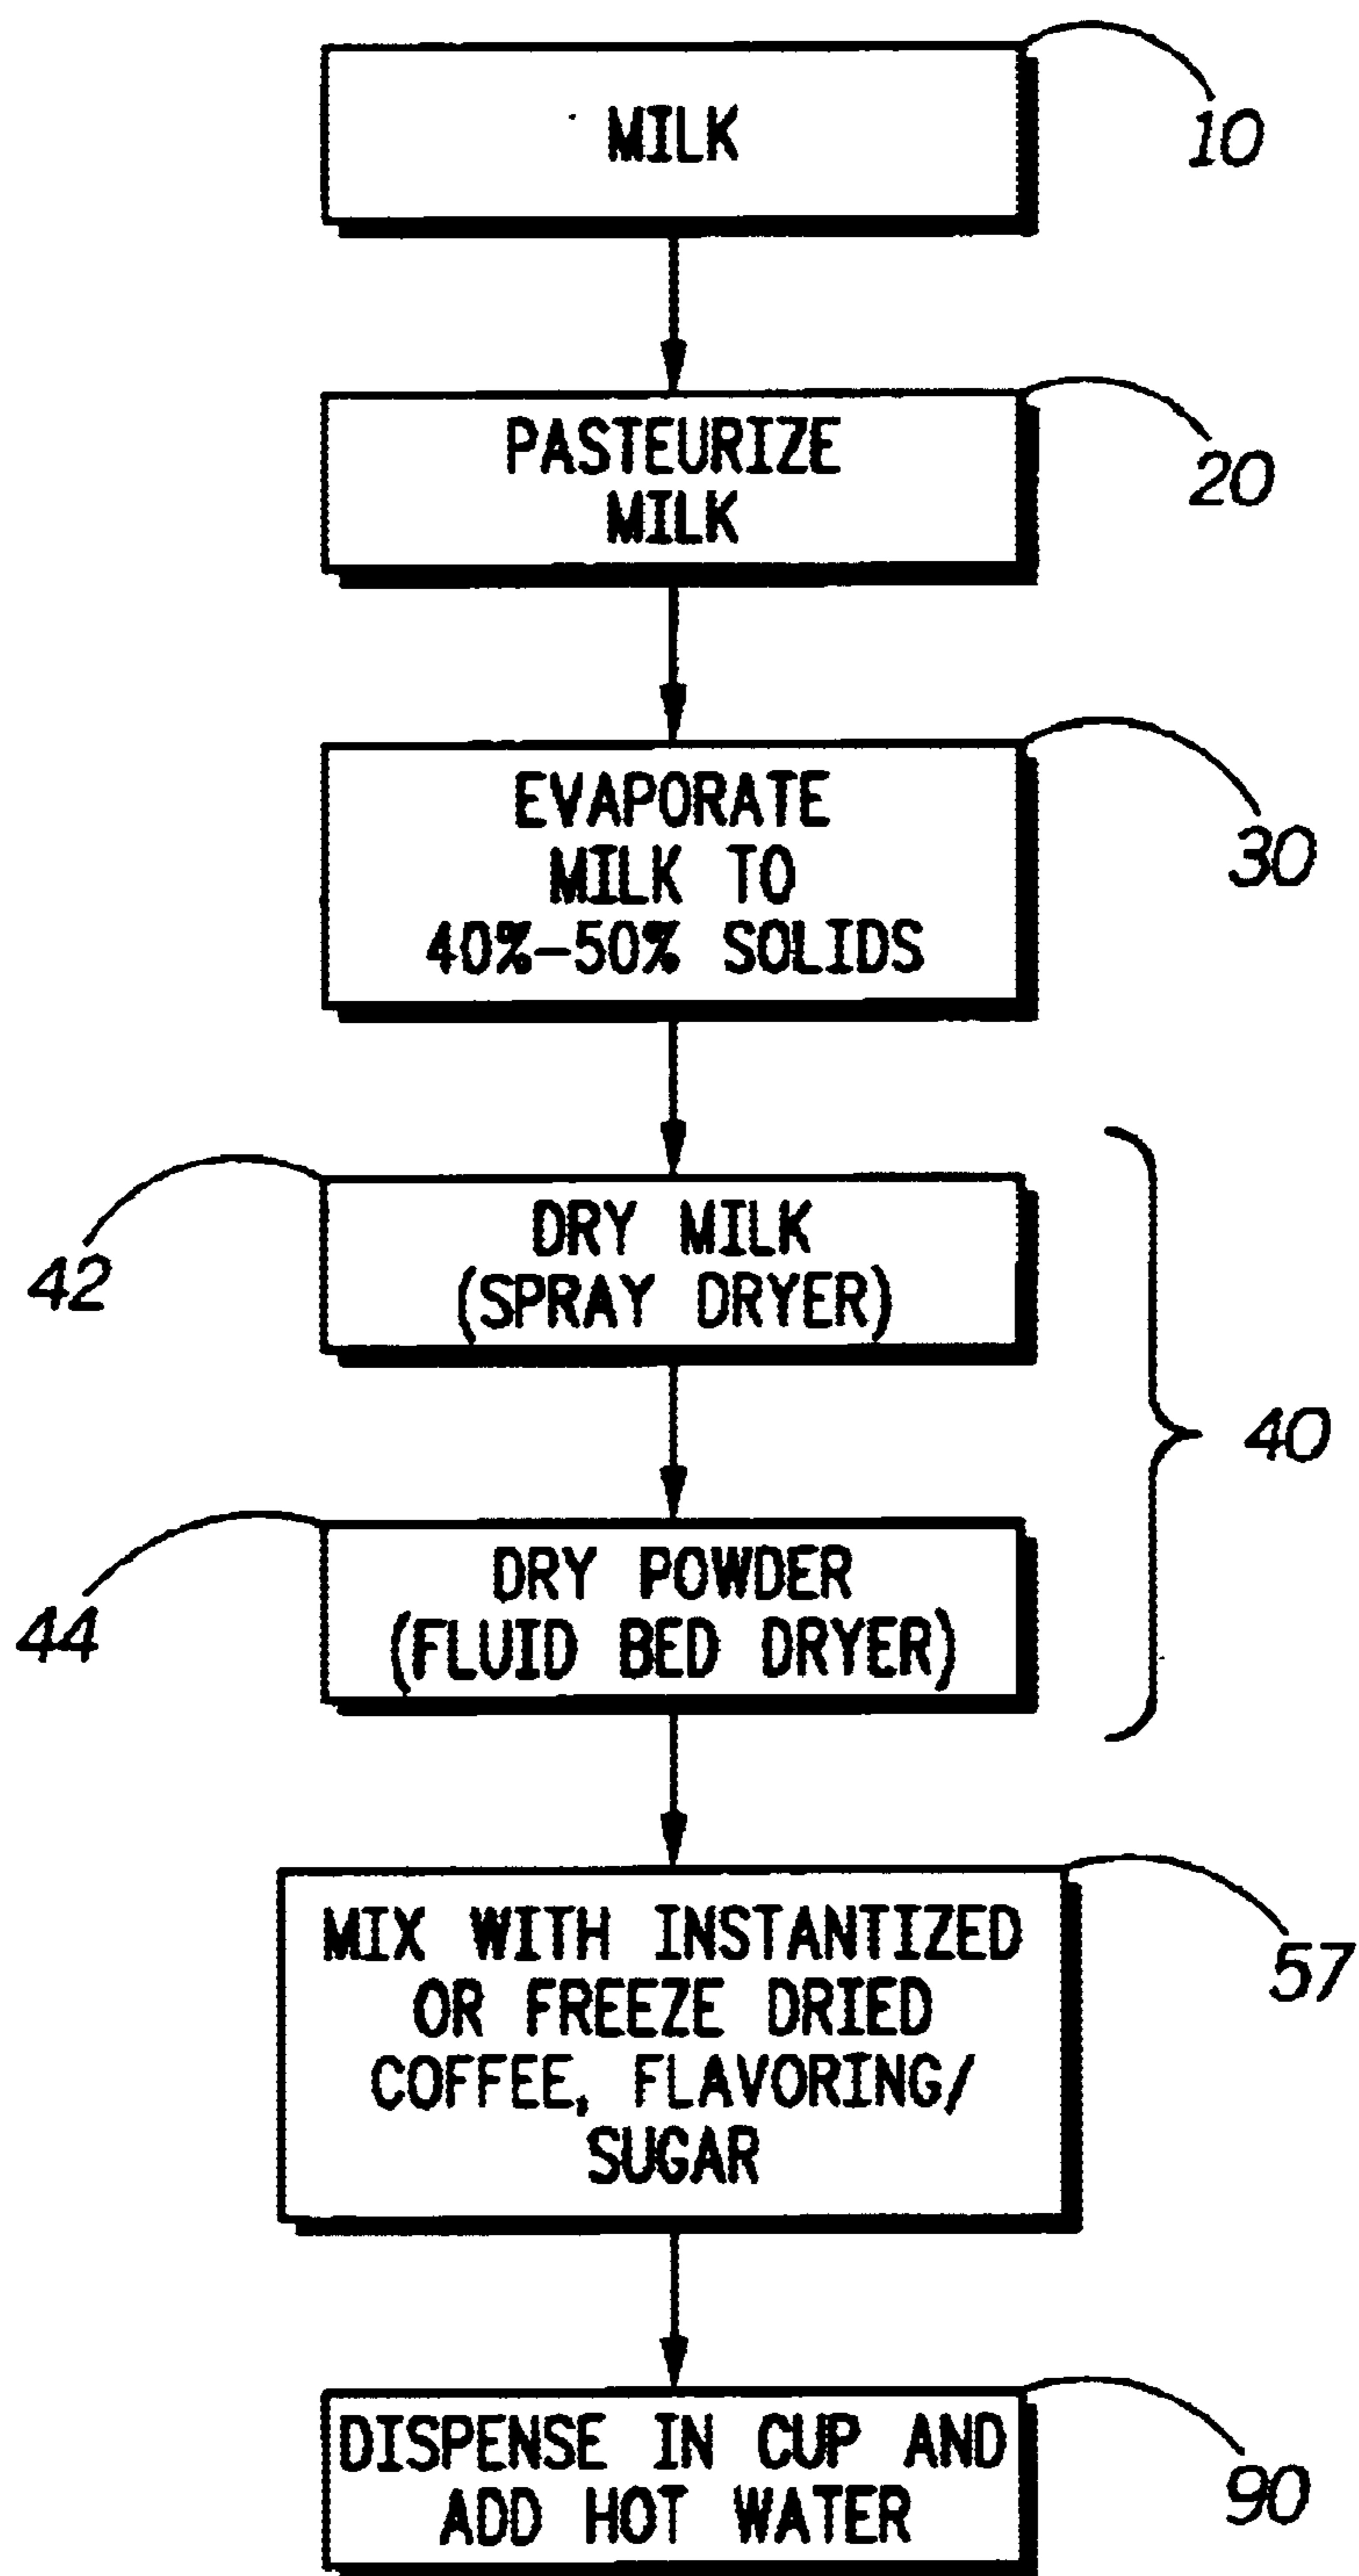 MILK
10
PASTEURIZE
MILK
20
EVAPORATE
MILK TO
40%-50% SOLIDS
30
DRY MILK
(SPRAY DRYER)
42
40
DRY POWDER
(FLUID BED DRYER)
44
MIX WITH INSTANTIZED
OR FREEZE DRIED
COFFEE, FLAVORING/
SUGAR
57
DISPENSE IN CUP AND
ADD HOT WATER
90